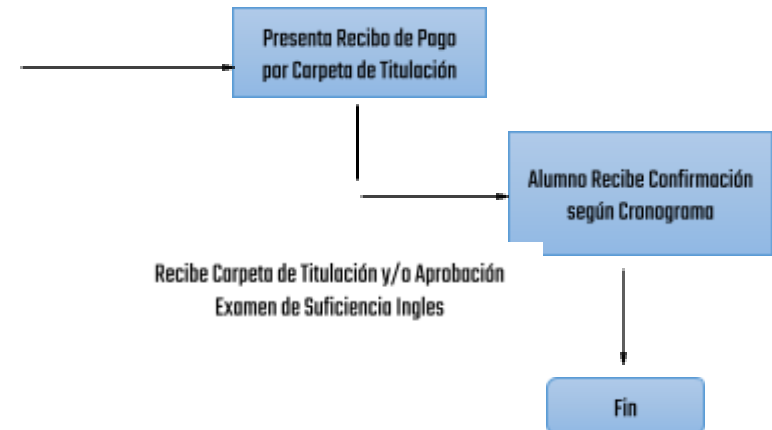 Presenta Recibo de Pago
por Carpeta de Titulación
Alumno Recibe Confirmación
según Cronograma
Recibe Carpeta de Titulación y/o Aprobación
Examen de Suficiencia Ingles
Fin